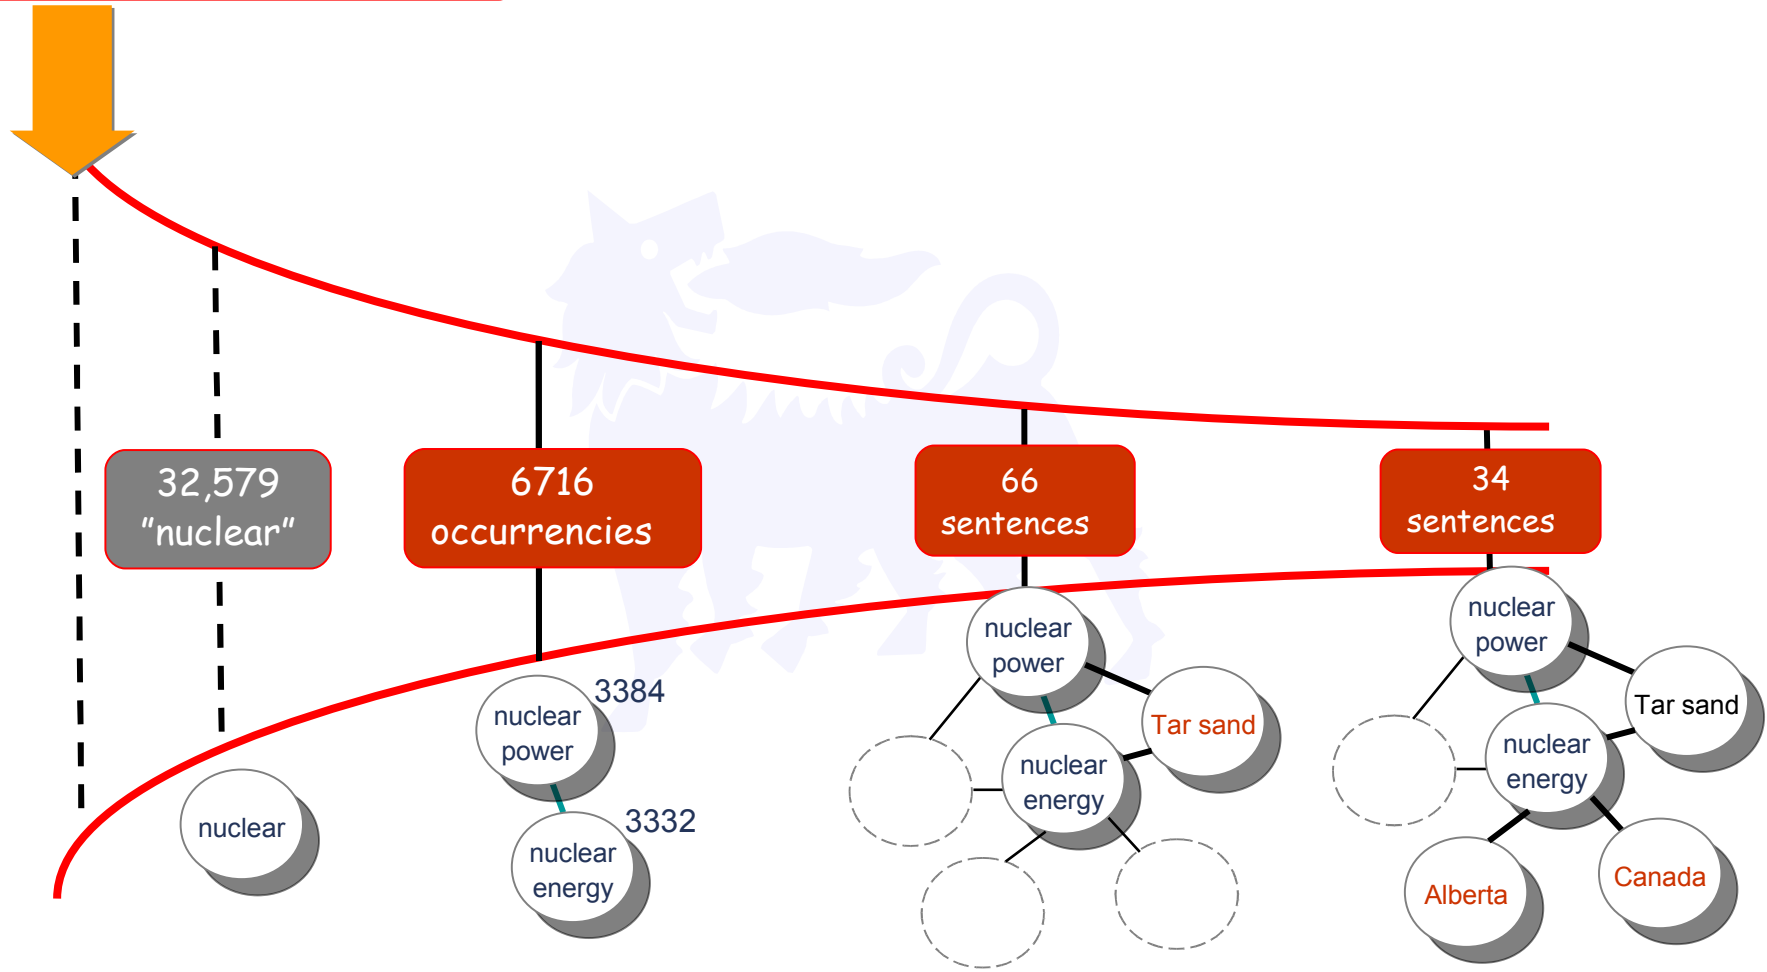 32,579
"nuclear"
6716
occurrencies
66
sentences
34
sentences
nuclear
nuclear
power
3384
nuclear
energy
3332
nuclear
power
Tar sand
nuclear
energy
nuclear
power
Tar sand
nuclear
energy
Alberta
Canada